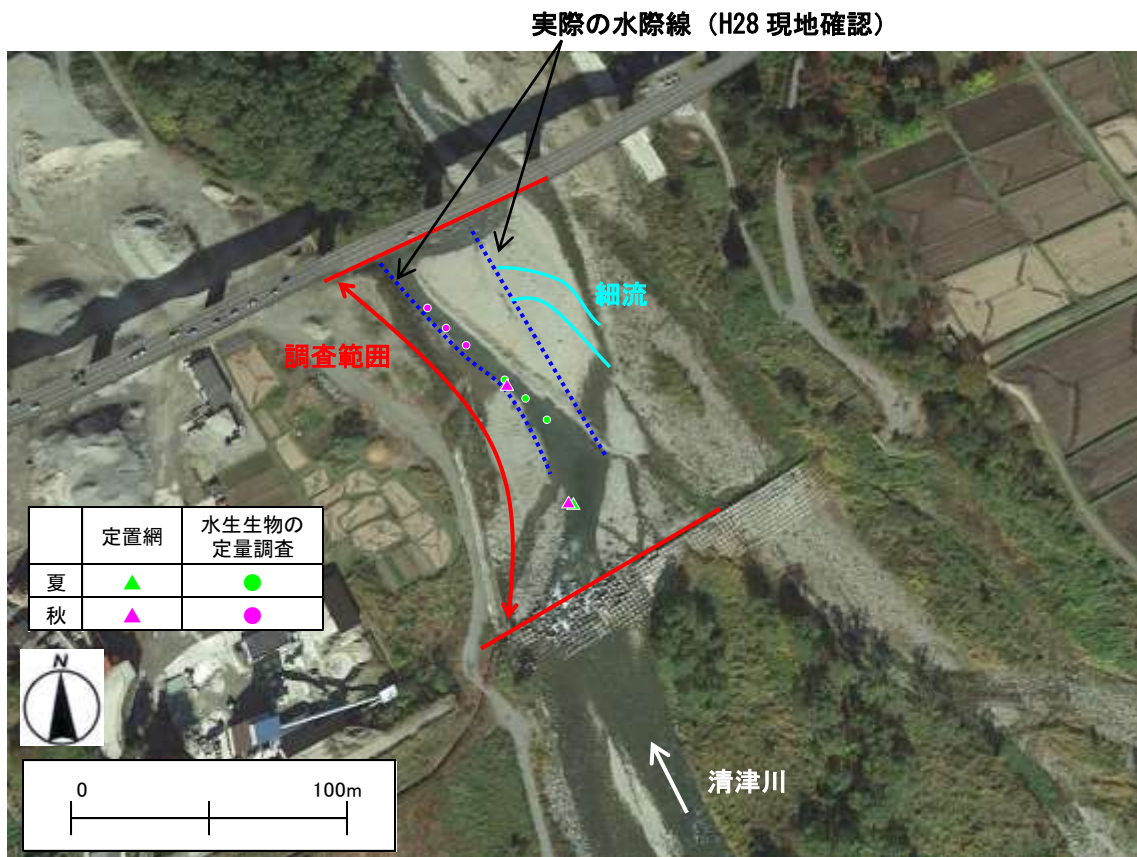 実際の水際線（H28 現地確認）
細流
調査範囲
定置網
水生生物の
定量調査
夏
秋
N
0
100m
清津川